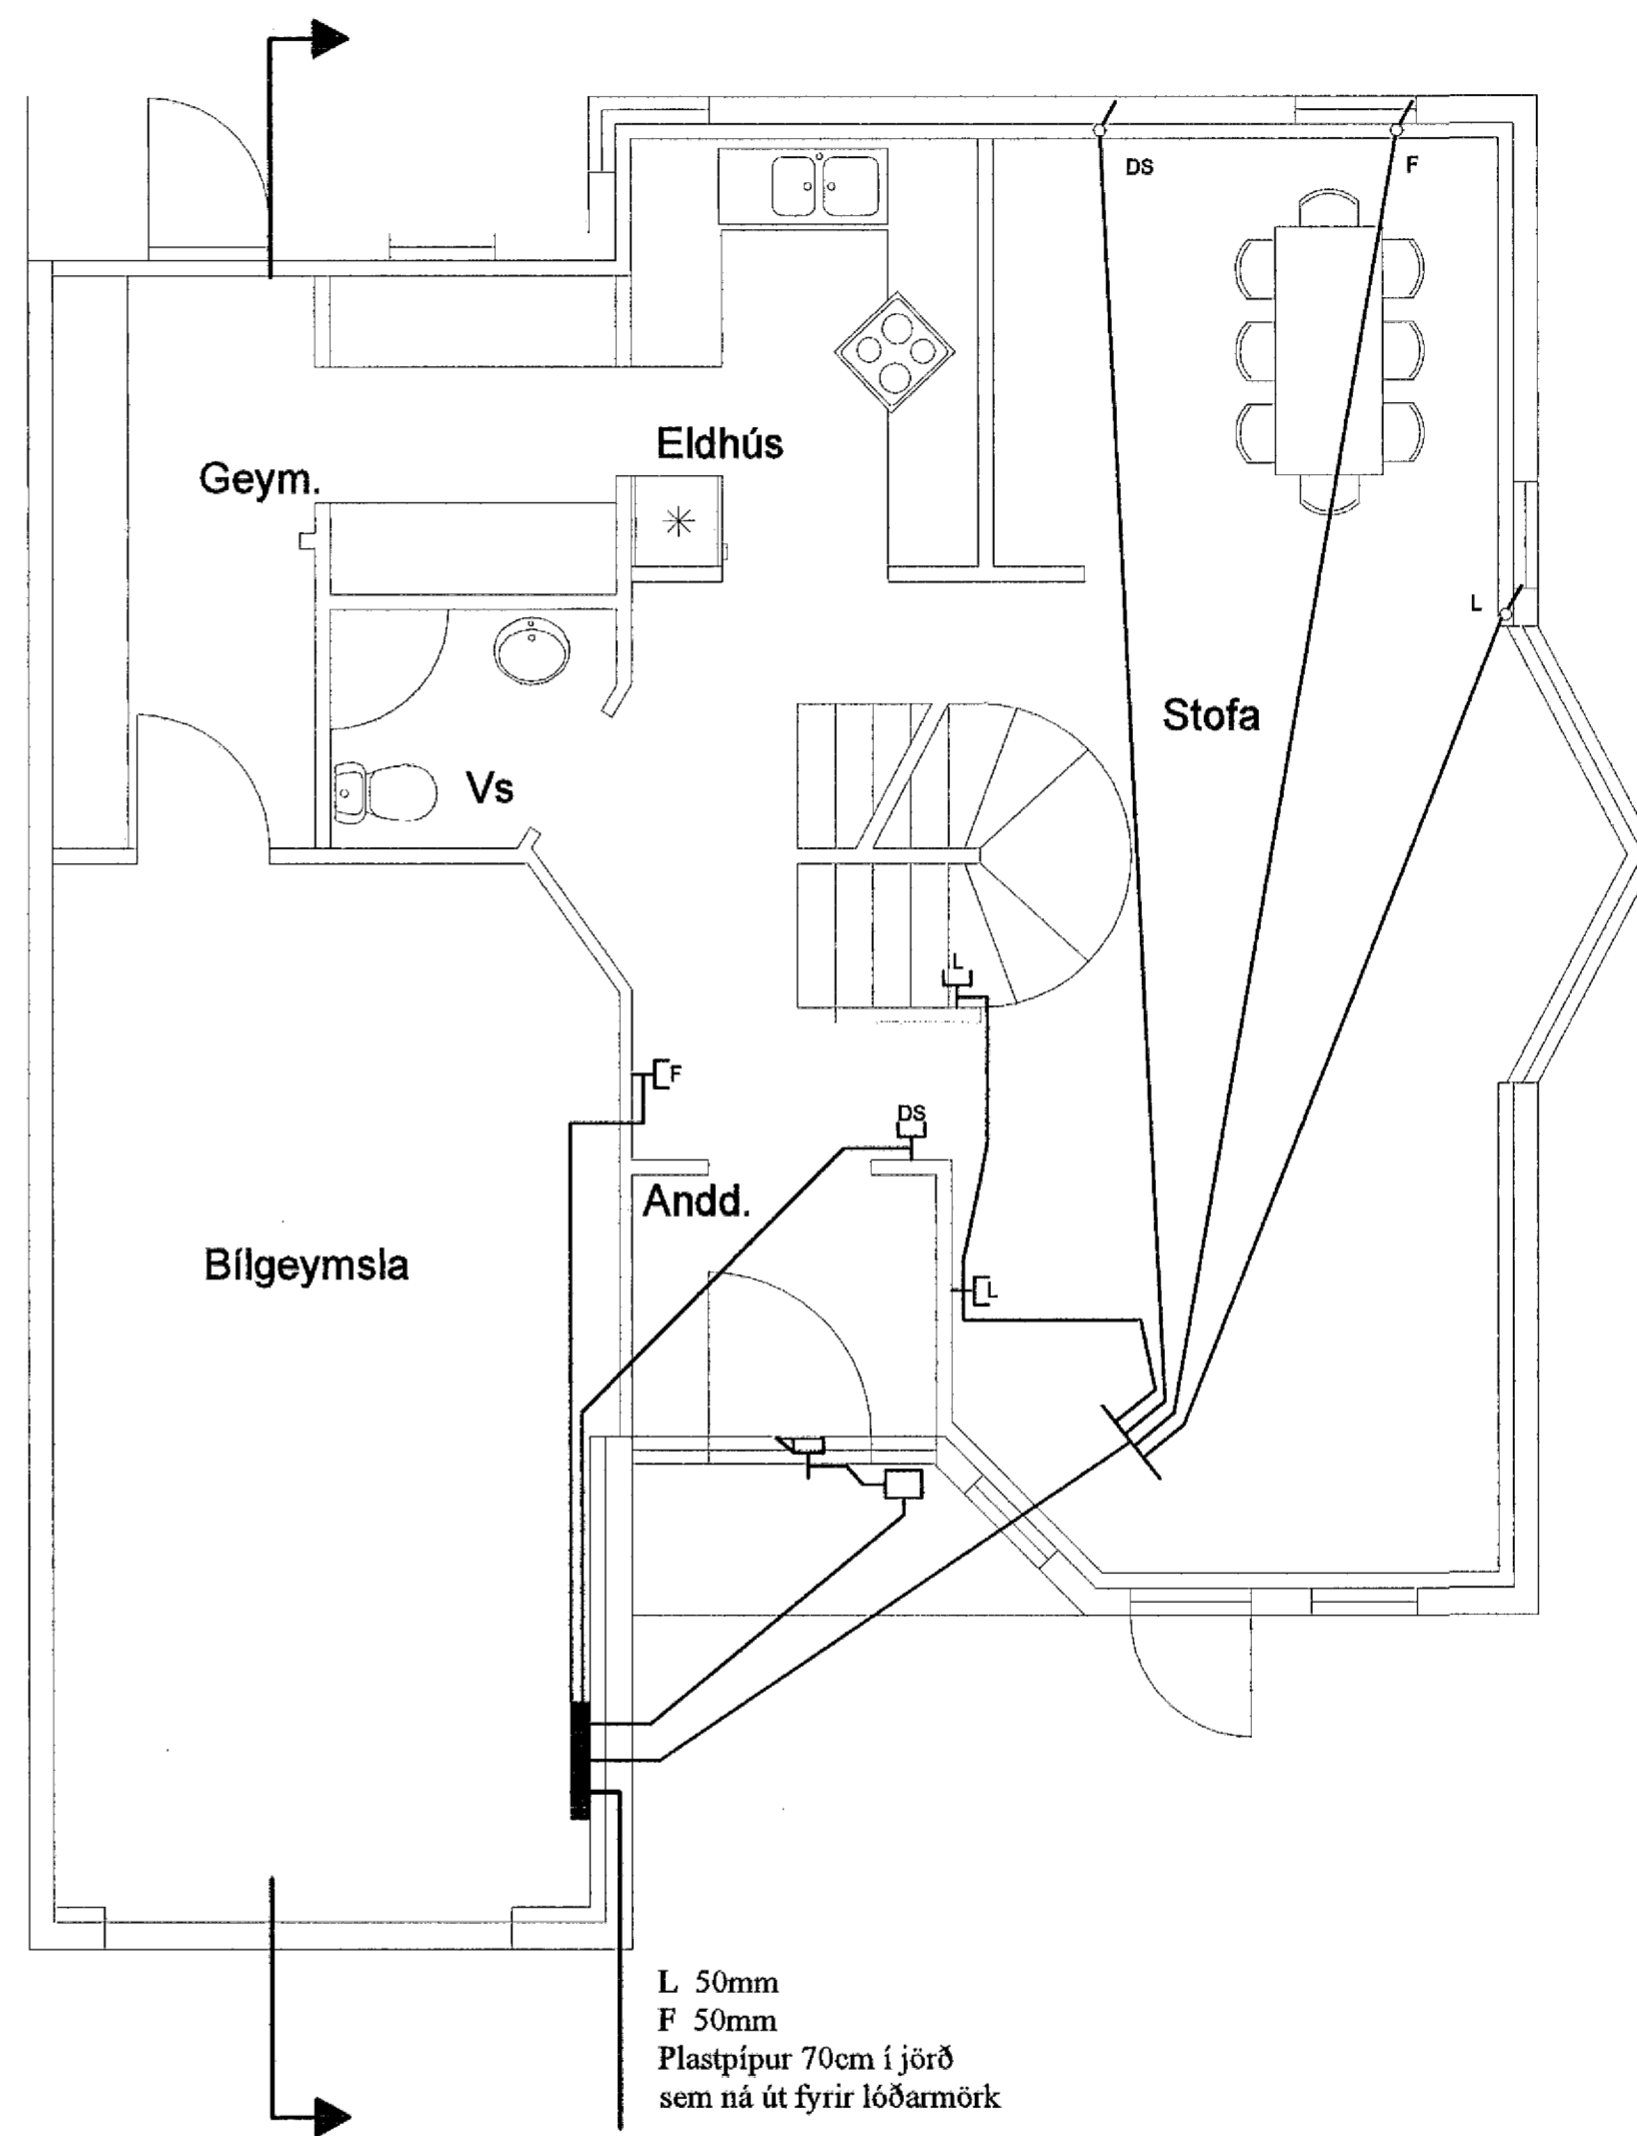 DS
F
Eldhús
Geym.
L
Stofa
Vs
L
F
DS
Andd.
Bílgeymsla
L
L 50mm
F 50mm
Plastpípur 70cm í jörð
sem ná út fyrir lóðarmörk